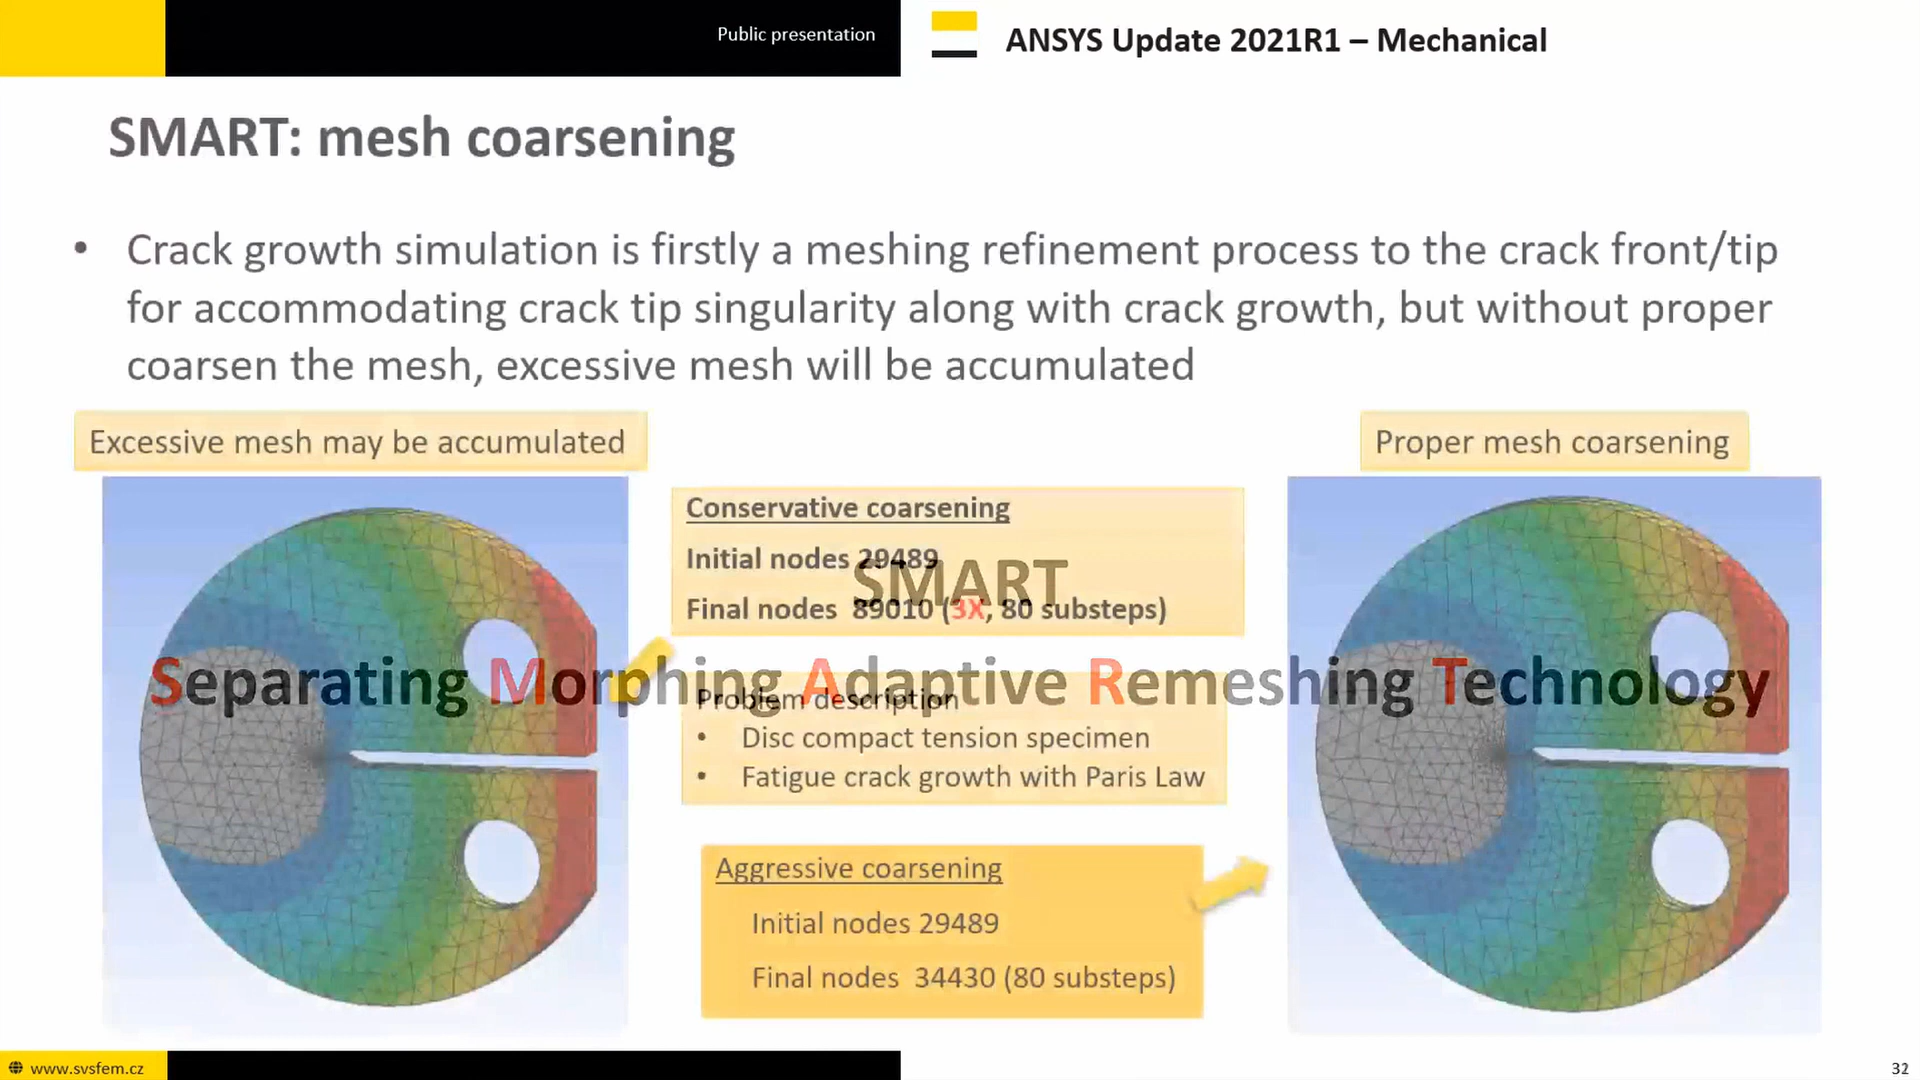 Public presentation
ANSYS Update 2021R1 – Mechanical
SMART: mesh coarsening
• Crack growth simulation is firstly a meshing refinement process to the crack front/tip
for accommodating crack tip singularity along with crack growth, but without proper
coarsen the mesh, excessive mesh will be accumulated
Excessive mesh may be accumulated
Proper mesh coarsening
Conservative coarsening
Initial nodes 29489
Final nodes 89010 (3X, 80 substeps)
SMART
Separating Morphing Adaptive Remeshing Technology
Problem description
• Disc compact tension specimen
• Fatigue crack growth with Paris Law
Aggressive coarsening
Initial nodes 29489
Final nodes 34430 (80 substeps)
www.svsfem.cz
32